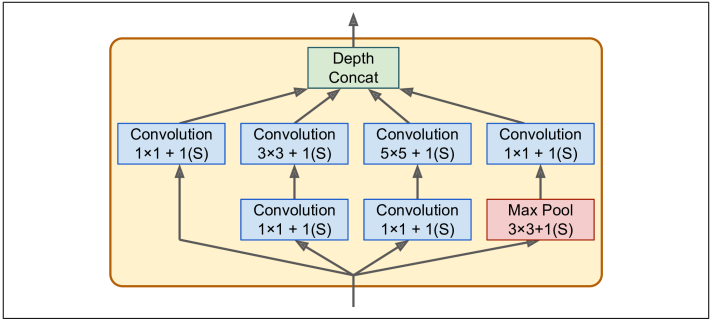 Depth
Concat
Convolution
1×1 + 1(S)
Convolution
3×3 + 1(S)
Convolution
5×5 + 1(S)
Convolution
1×1 + 1(S)
Convolution
1×1 + 1(S)
Convolution
1×1 + 1(S)
Max Pool
3×3+1(S)